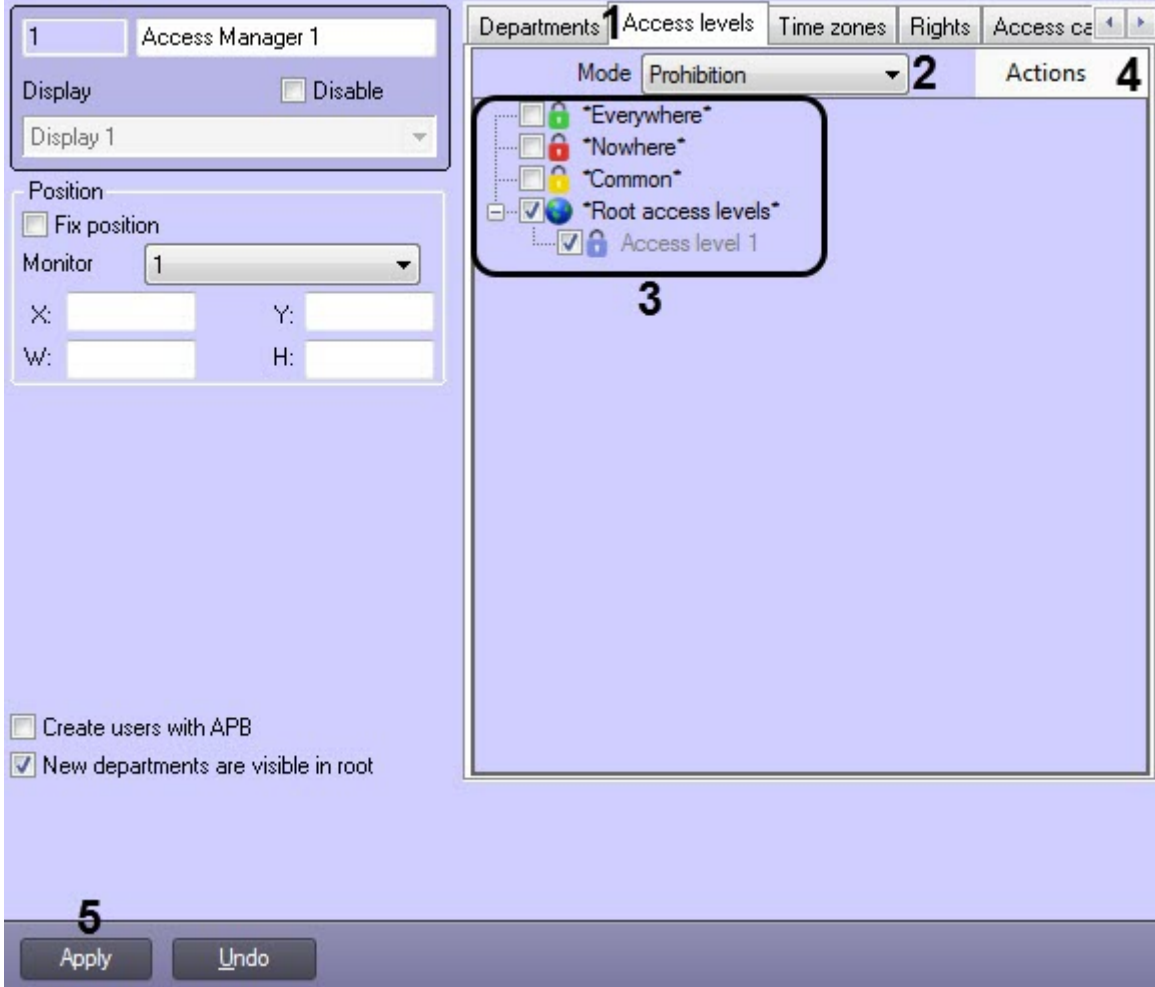 1 Access Manager 1
Display Disable
Display 1
Position
Fix position
Monitor 1
X: Y:
W: H:
Create users with APB
New departments are visible in root
Departments 1 Access levels Time zones Rights Access ca
Mode Prohibition 2 Actions 4
*Everywhere*
*Nowhere*
*Common*
*Root access levels*
Access level 1
3
5
Apply Undo